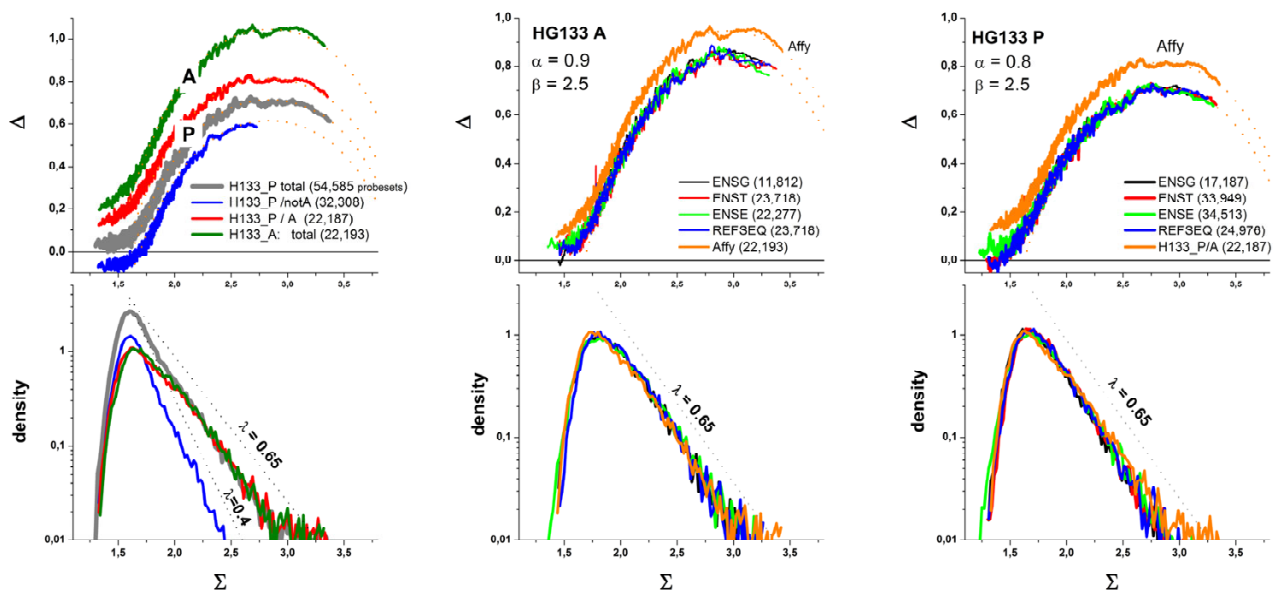 Δ
1,0
0,8
0,6
0,4
0,2
0,0
A
P
H133_P total (54,585 probesets)
H133_P /notA (32,308)
H133_P / A (22,187)
H133_A: total (22,193)
1,5 2,0 2,5 3,0 3,5
density
1
0,1
0,01
λ = 0.65
λ=0.4
1,5 2,0 2,5 3,0 3,5
Σ
HG133 A
α = 0.9
β = 2.5
Affy
Δ
1,0
0,8
0,6
0,4
0,2
0,0
ENSG (11,812)
ENST (23,718)
ENSE (22,277)
REFSEQ (23,718)
Affy (22,193)
1,5 2,0 2,5 3,0 3,5
density
1
0,1
0,01
λ = 0.65
1,5 2,0 2,5 3,0 3,5
Σ
HG133 P
α = 0.8
β = 2.5
Affy
Δ
1,0
0,8
0,6
0,4
0,2
0,0
ENSG (17,187)
ENST (33,949)
ENSE (34,513)
REFSEQ (24,976)
H133_P/A (22,187)
1,5 2,0 2,5 3,0 3,5
density
1
0,1
0,01
λ = 0.65
1,5 2,0 2,5 3,0 3,5
Σ